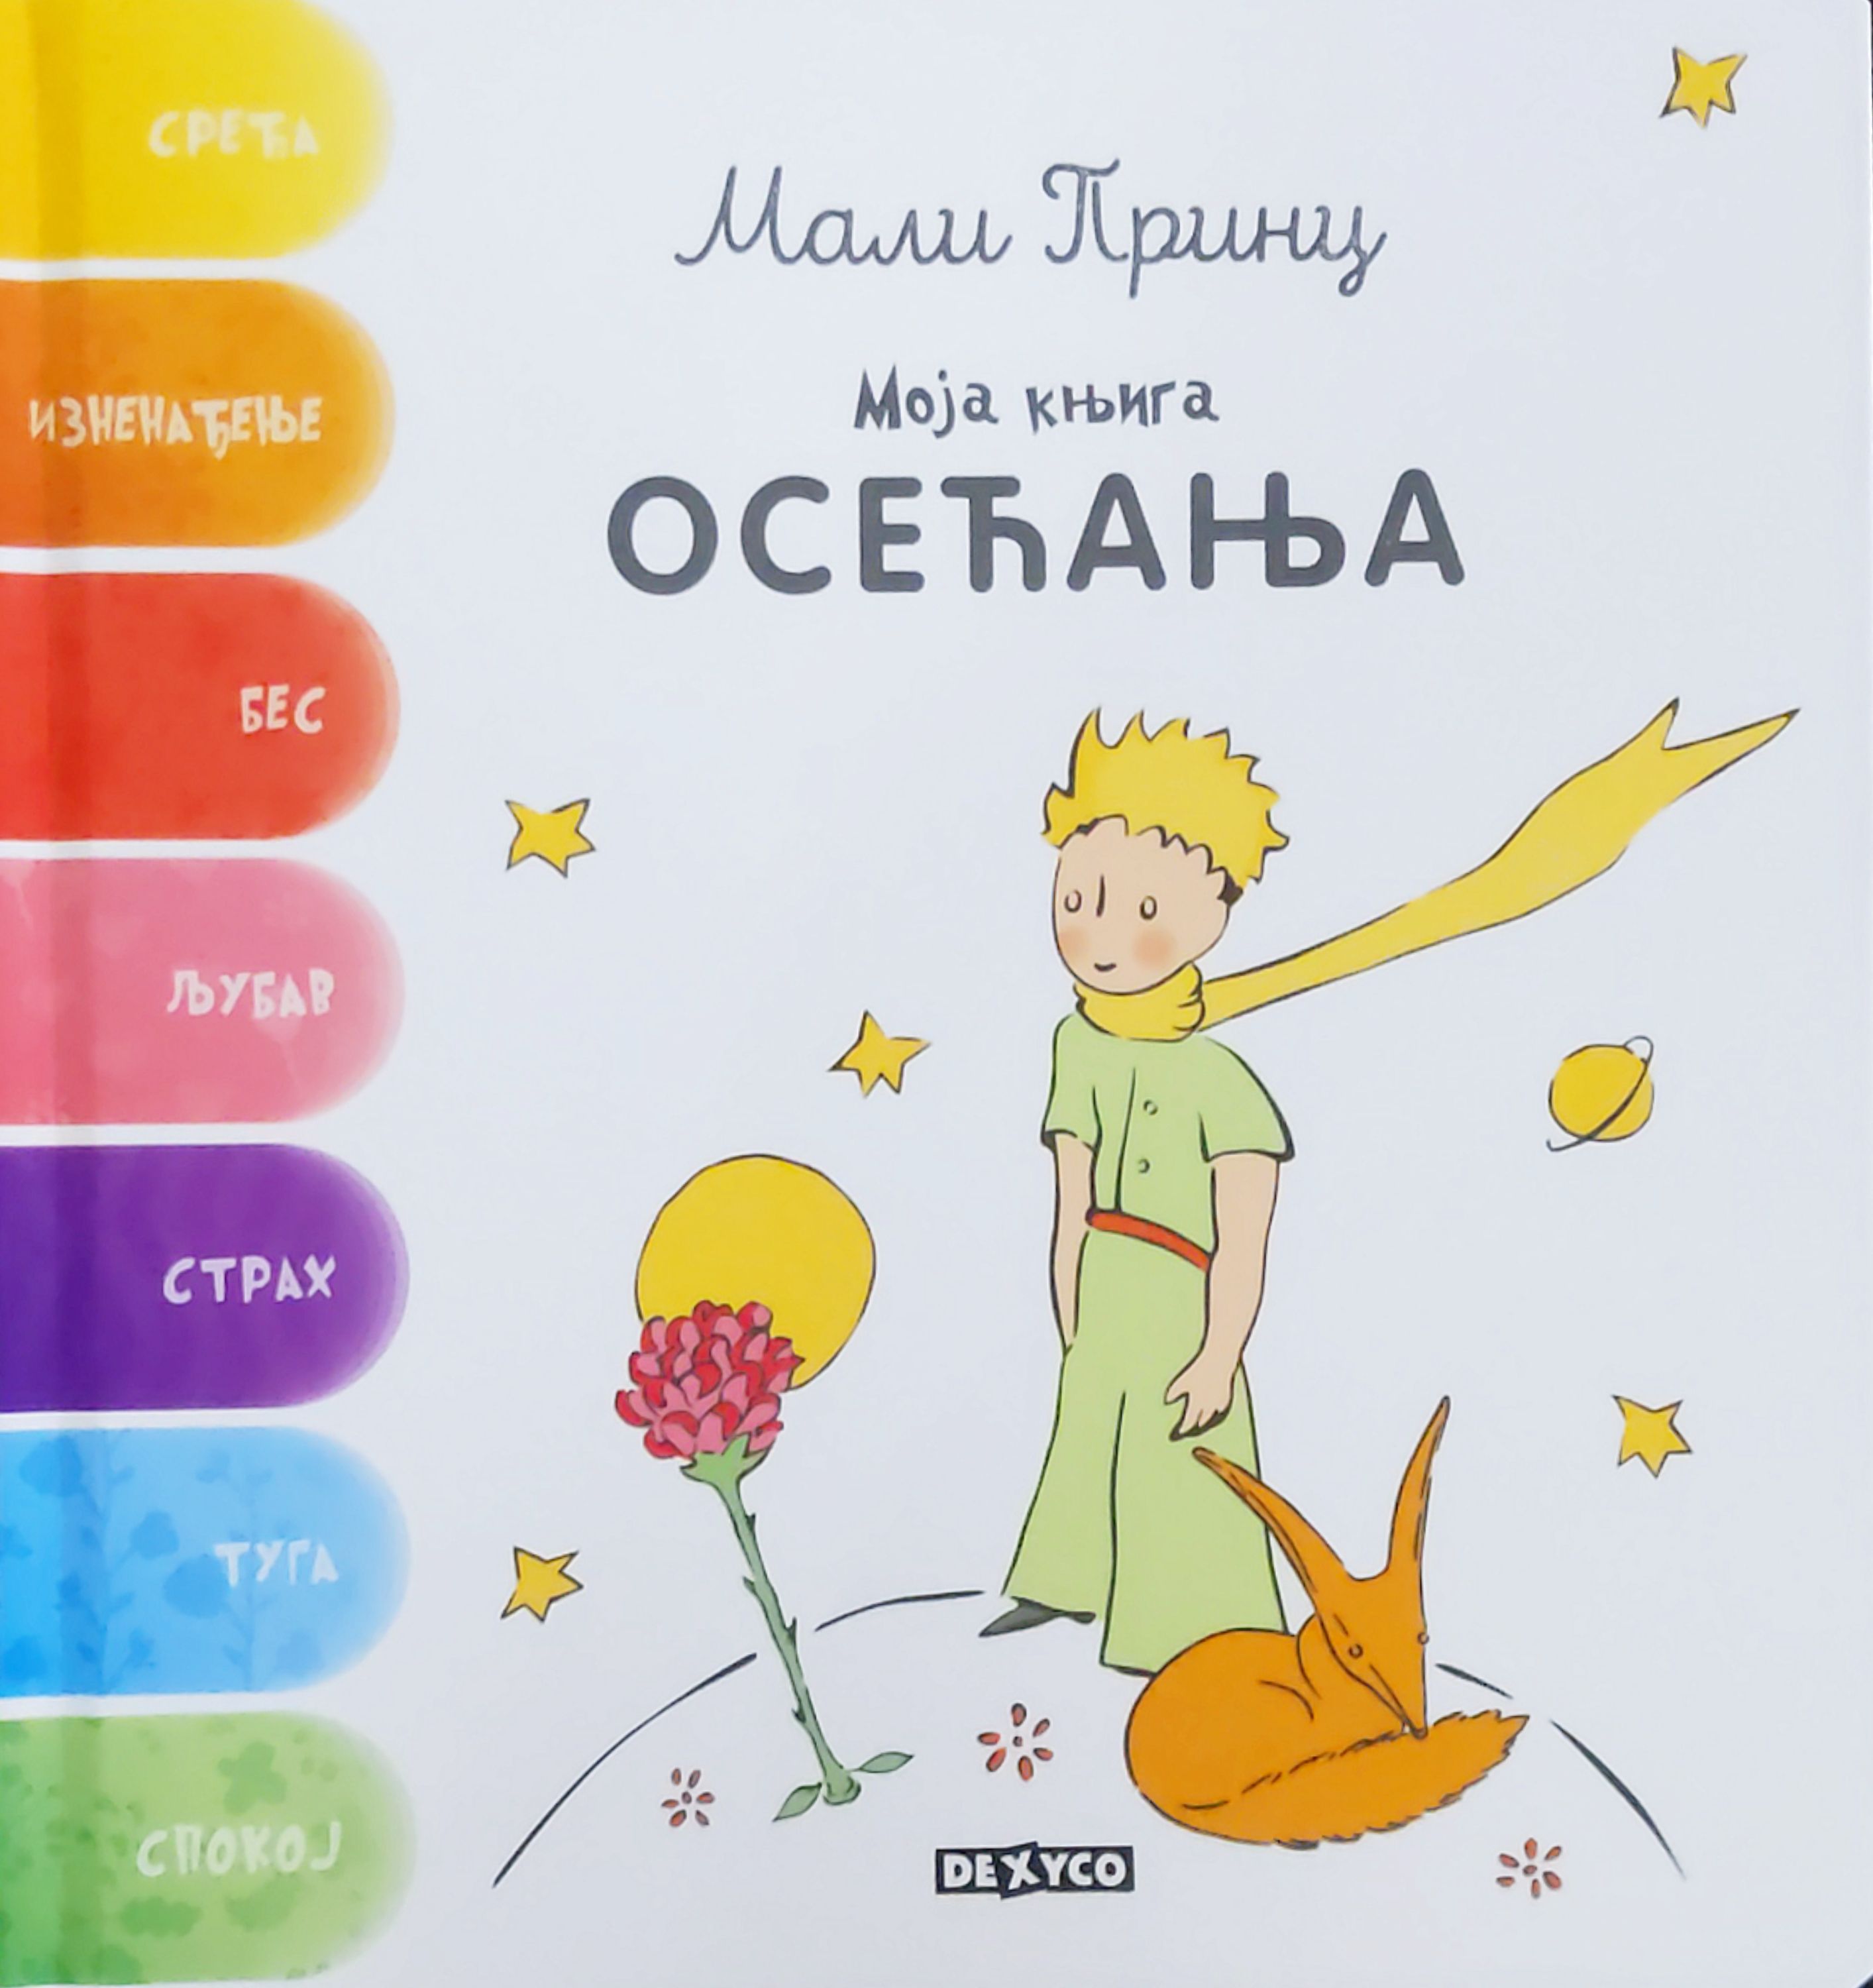 СРЕЋА
ИЗНЕНАЂЕЊЕ
БЕС
ЉУБАВ
СТРАХ
ТУГА
СПОКОЈ
Мали Принц
Моја књига
ОСЕЋАЊА
DEXYCO